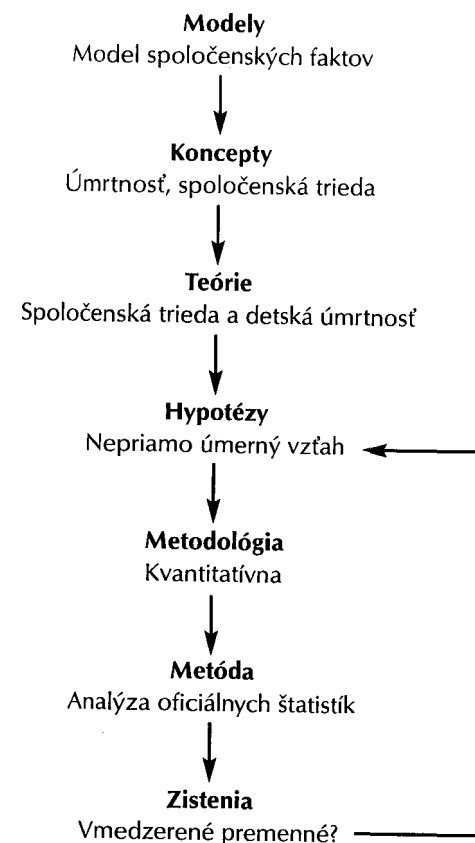 Modely
Model spoločenských faktov
Koncepty
Úmrtnosť, spoločenská trieda
Teórie
Spoločenská trieda a detská úmrtnosť
Hypotézy
Nepriamo úmerný vzťah
Metodológia
Kvantitatívna
Metóda
Analýza oficiálnych štatistík
Zistenia
Vmedzerené premenné?